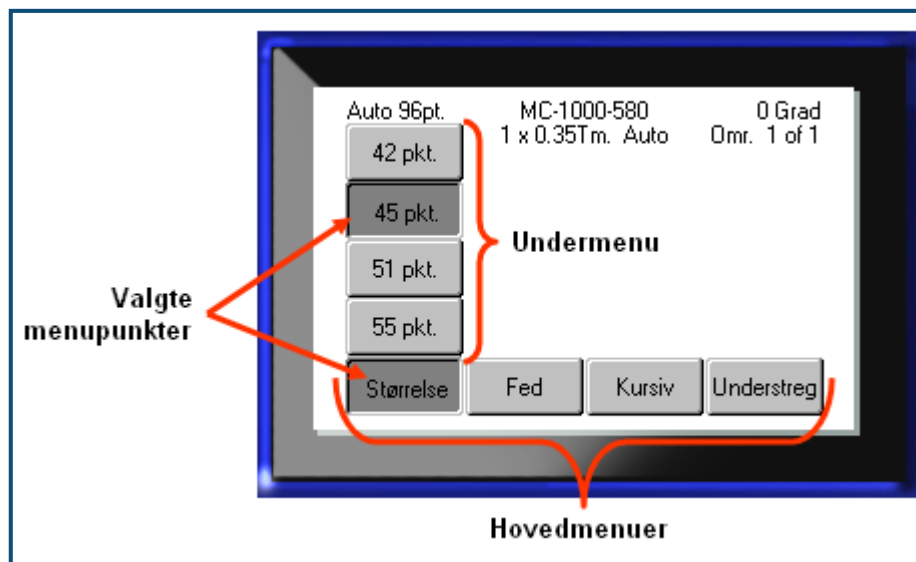 Auto 96pt. MC-1000-580 0 Grad
1 x 0.35Tm. Auto Omr. 1 of 1
42 pkt.
45 pkt.
51 pkt.
55 pkt.
Undermenu
Valgte
menupunkter
Størrelse Fed Kursiv Understreg
Hovedmenuer